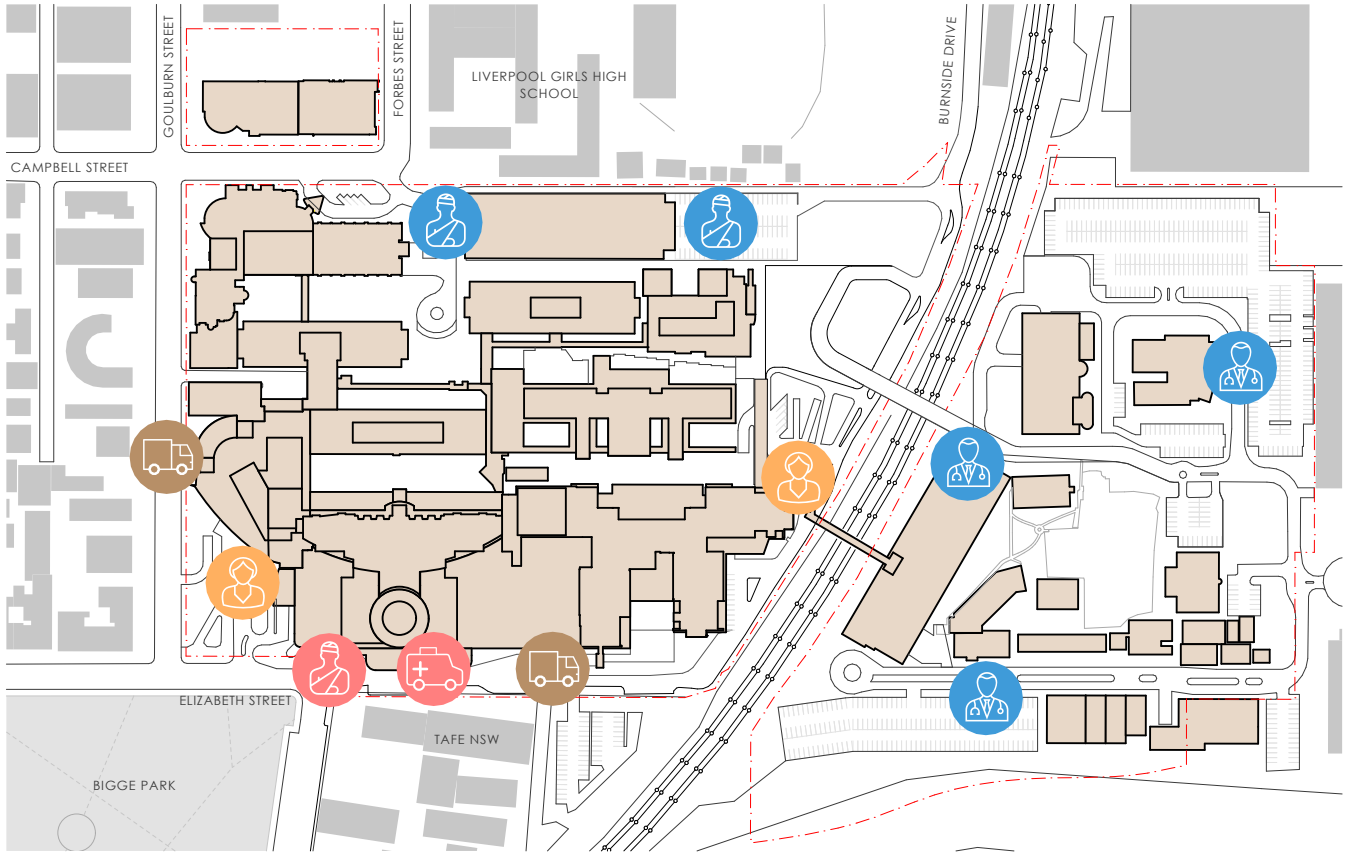 GOULBURN STREET
FORBES STREET
LIVERPOOL GIRLS HIGH
SCHOOL
BURNSIDE DRIVE
CAMPBELL STREET
ELIZABETH STREET
TAFE NSW
BIGGE PARK